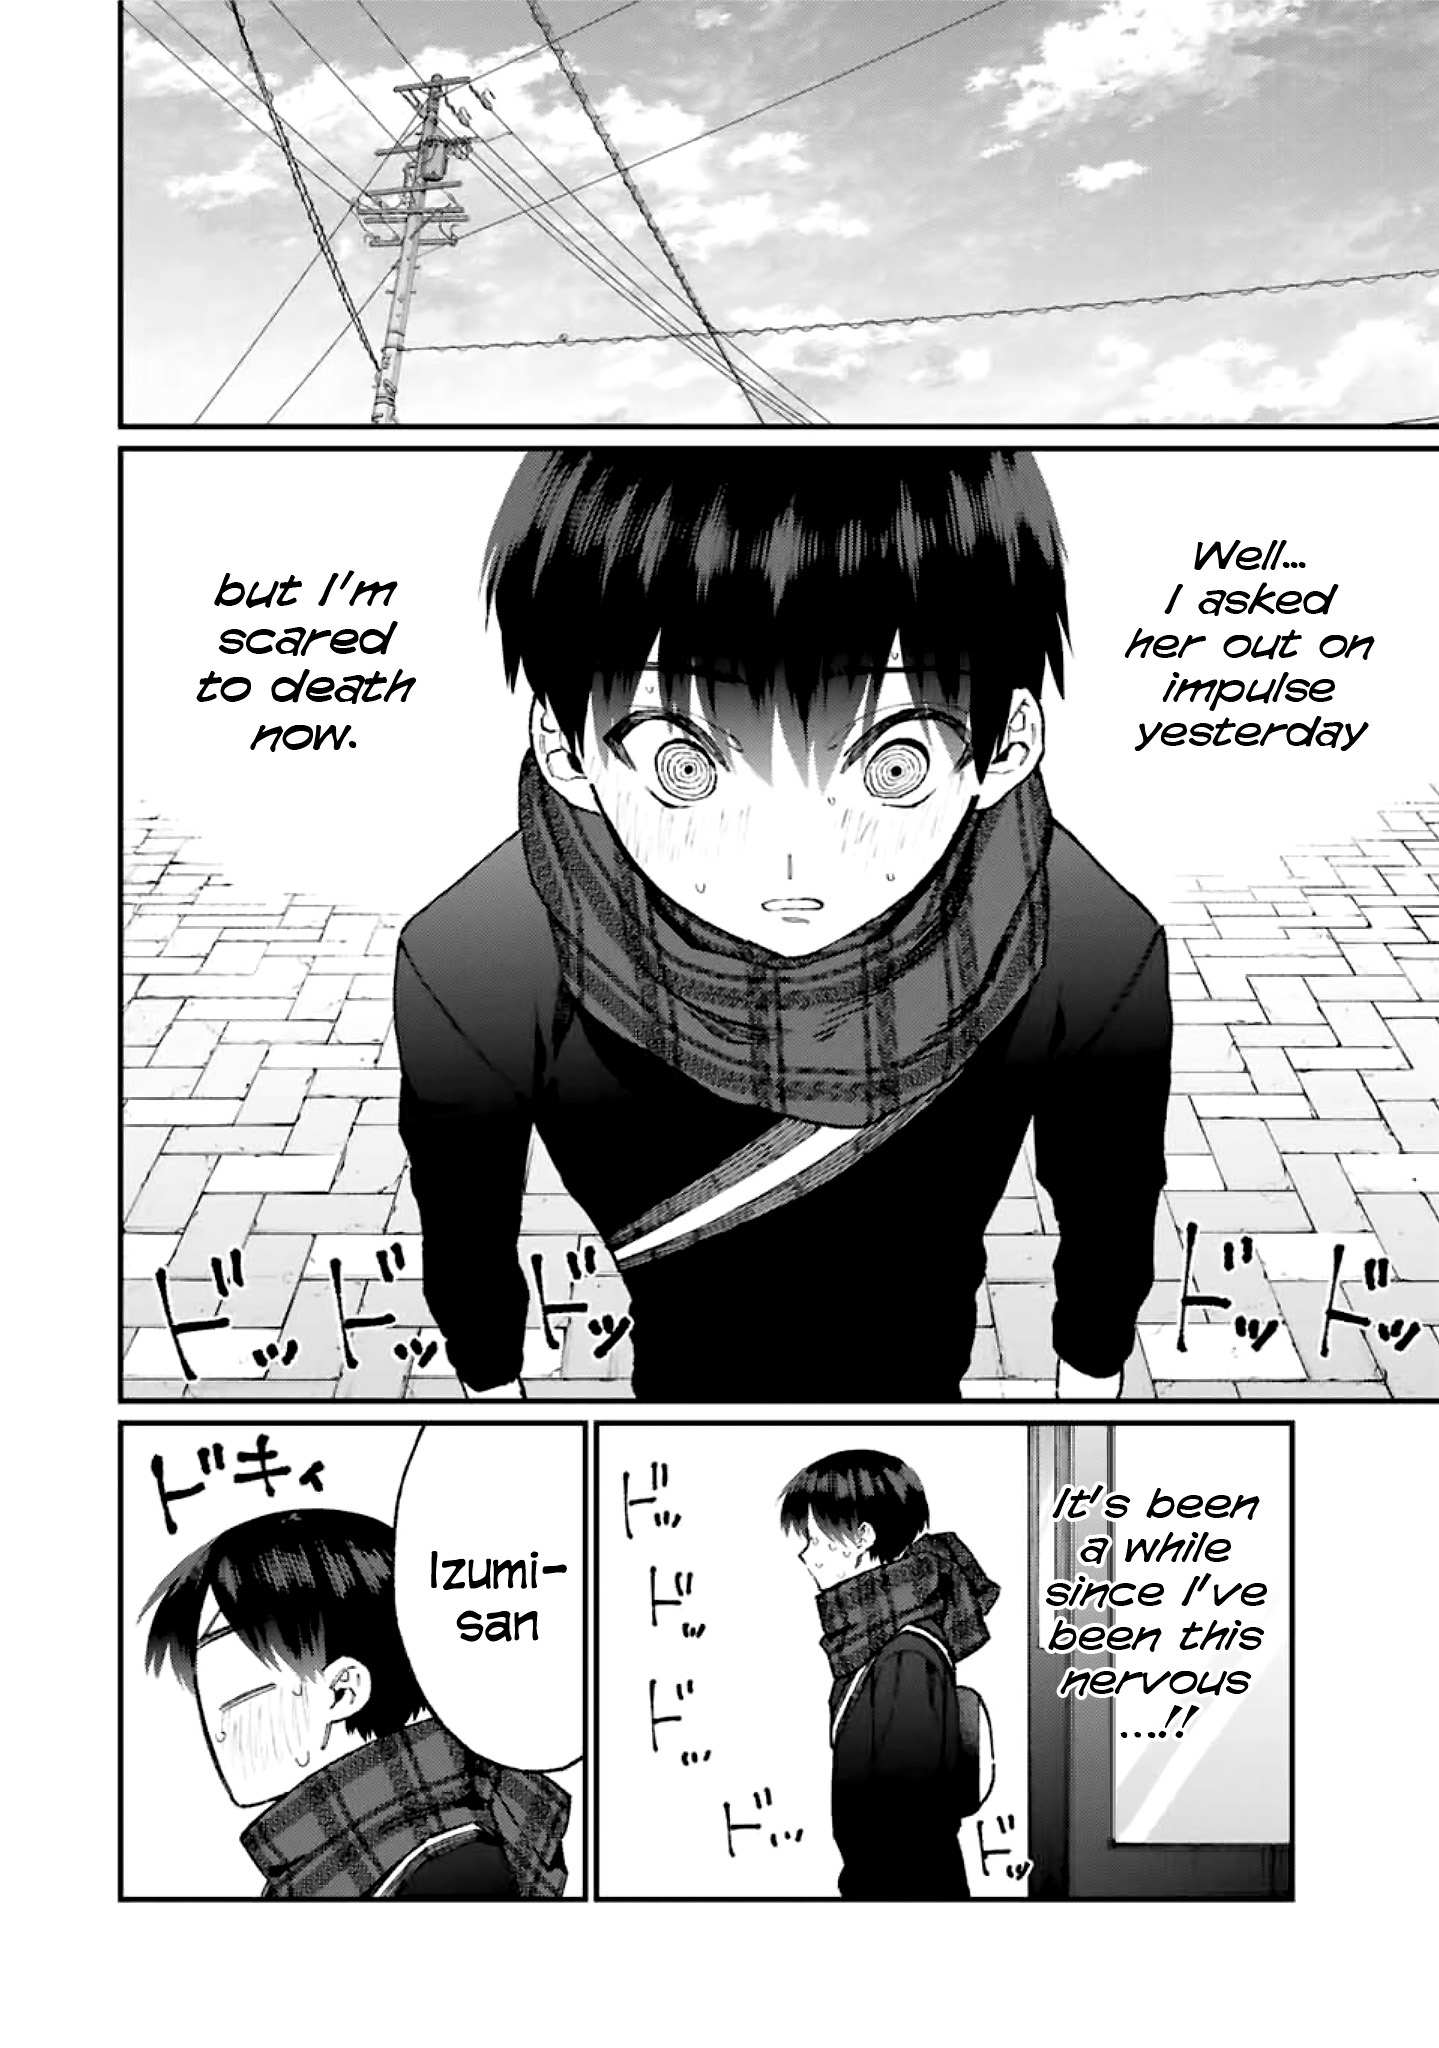 Well...
I asked
her out on
impulse
yesterday
but I'm
scared
to death
now.
ドッ
ドッ
ドッ
ドッ
ドッ
It's been
a while
since I've
been this
nervous
....!!
ドッ
ドッ
ドッ
ドッ
ドッ
Izumi-
san
ドキィ